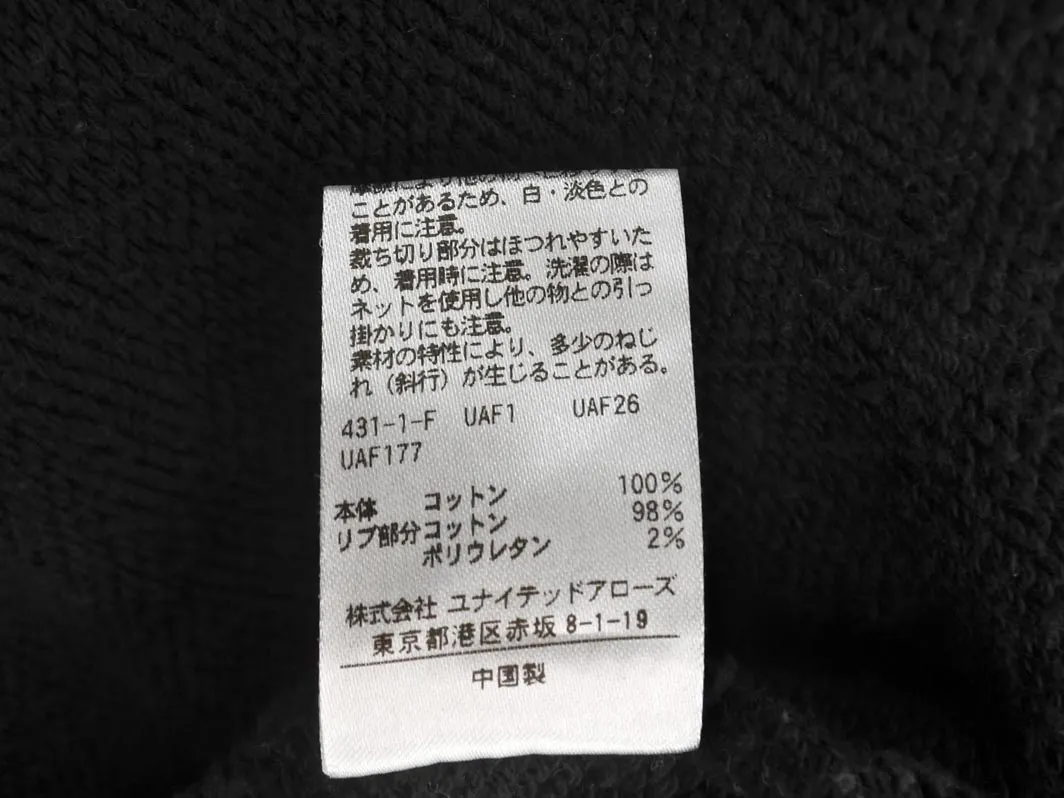 ことがあるため、白・淡色との
着用に注意。
裁ち切り部分はほつれやすいた
め、着用時に注意。洗濯の際は
ネットを使用し他の物との引っ
掛かりにも注意。
素材の特性により、多少のねじ
れ（斜行）が生じることがある。
431-1-F UAF1 UAF26
UAF177
本体 コットン 100%
リブ部分コットン 98%
ポリウレタン 2%
株式会社 ユナイテッドアローズ
東京都港区赤坂 8-1-19
中国製